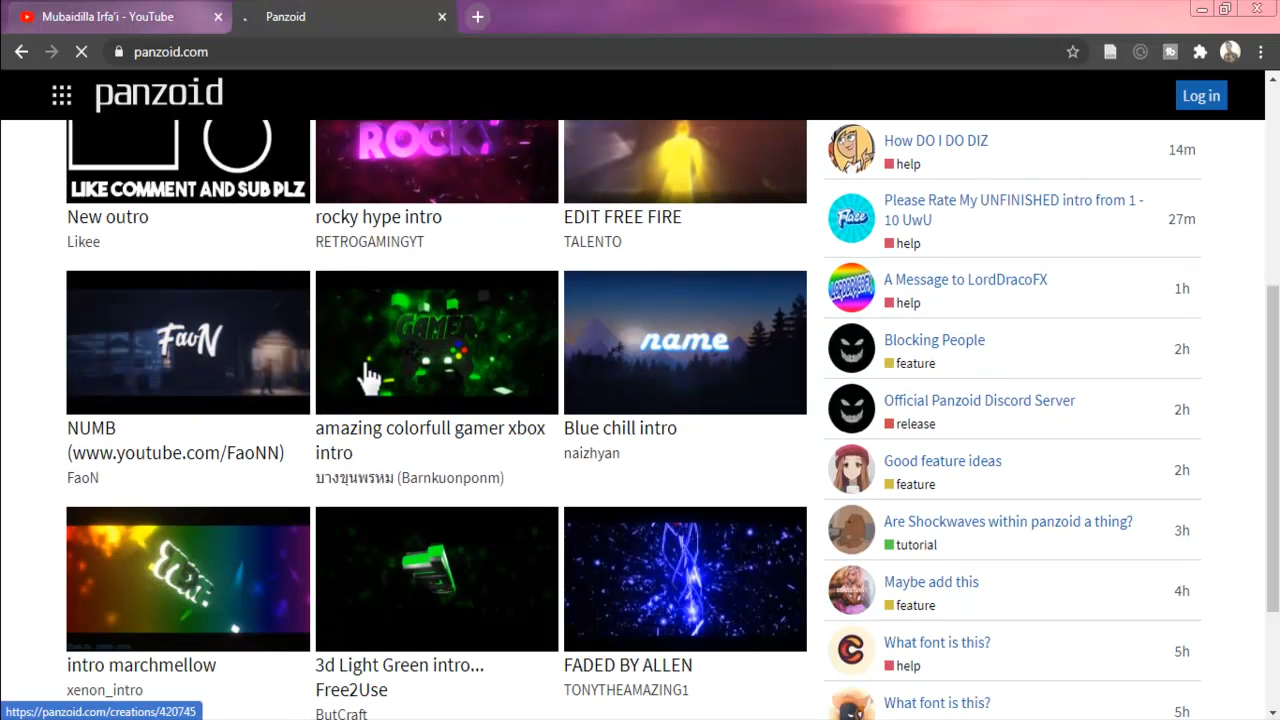 Mubaidilla Irfa'i - YouTube
Panzoid
panzoid.com
panzoid
Log in
LIKE COMMENT AND SUB PLZ
New outro
Likee
ROCKY
rocky hype intro
RETROGAMINGYT
EDIT FREE FIRE
TALENTO
FaoN
NUMB
(www.youtube.com/FaoNN)
FaoN
GAMER
amazing colorfull gamer xbox
intro
บางขุนพรหม (Barnkuonponm)
name
Blue chill intro
naizhyan
intro marchmellow
xenon_intro
3d Light Green intro...
Free2Use
ButCraft
FADED BY ALLEN
TONYTHEAMAZING1
How DO I DO DIZ
14m
help
Flaze
Please Rate My UNFINISHED intro from 1 -
10 UwU
27m
help
LORDDRACOFX
A Message to LordDracoFX
1h
help
Blocking People
2h
feature
Official Panzoid Discord Server
2h
release
Good feature ideas
2h
feature
Are Shockwaves within panzoid a thing?
3h
tutorial
Maybe add this
4h
feature
What font is this?
5h
help
What font is this?
5h
https://panzoid.com/creations/420745